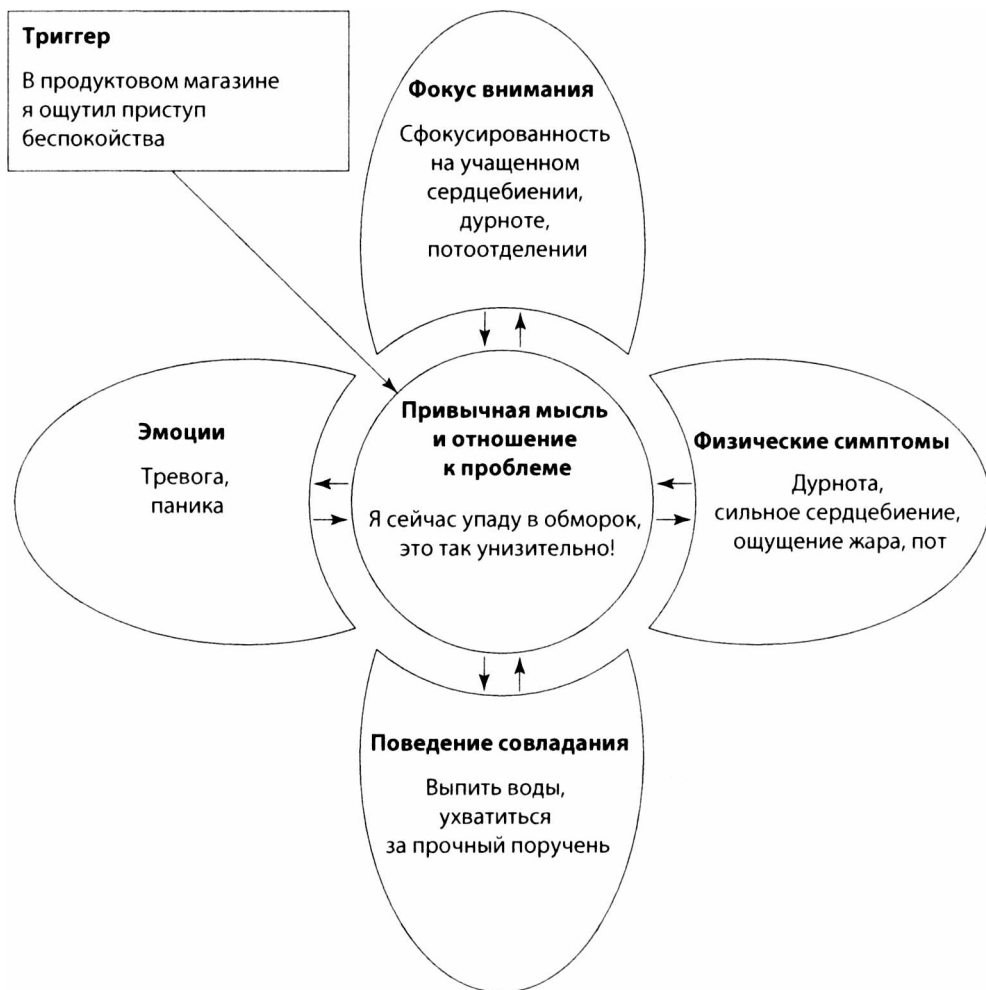 Триггер
В продуктовом магазине
я ощутил приступ
беспокойства
Фокус внимания
Сфокусированность
на учащенном
сердцебиении,
дурноте,
потоотделении
Эмоции
Тревога,
паника
Привычная мысль
и отношение
к проблеме
Я сейчас упаду в обморок,
это так унизительно!
Физические симптомы
Дурнота,
сильное сердцебиение,
ощущение жара, пот
Поведение совладания
Выпить воды,
ухватиться
за прочный поручень